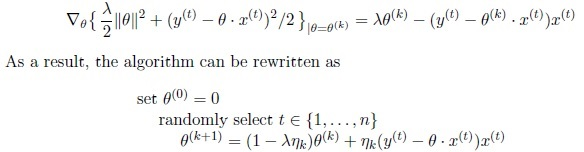 ∇_θ{ λ/2 ‖θ‖² + (y^(t) − θ · x^(t))²/2 }_|θ=θ^(k) = λθ^(k) − (y^(t) − θ^(k) · x^(t))x^(t)
As a result, the algorithm can be rewritten as
set θ^(0) = 0
randomly select t ∈ {1, . . . , n}
θ^(k+1) = (1 − λη_k)θ^(k) + η_k(y^(t) − θ · x^(t))x^(t)